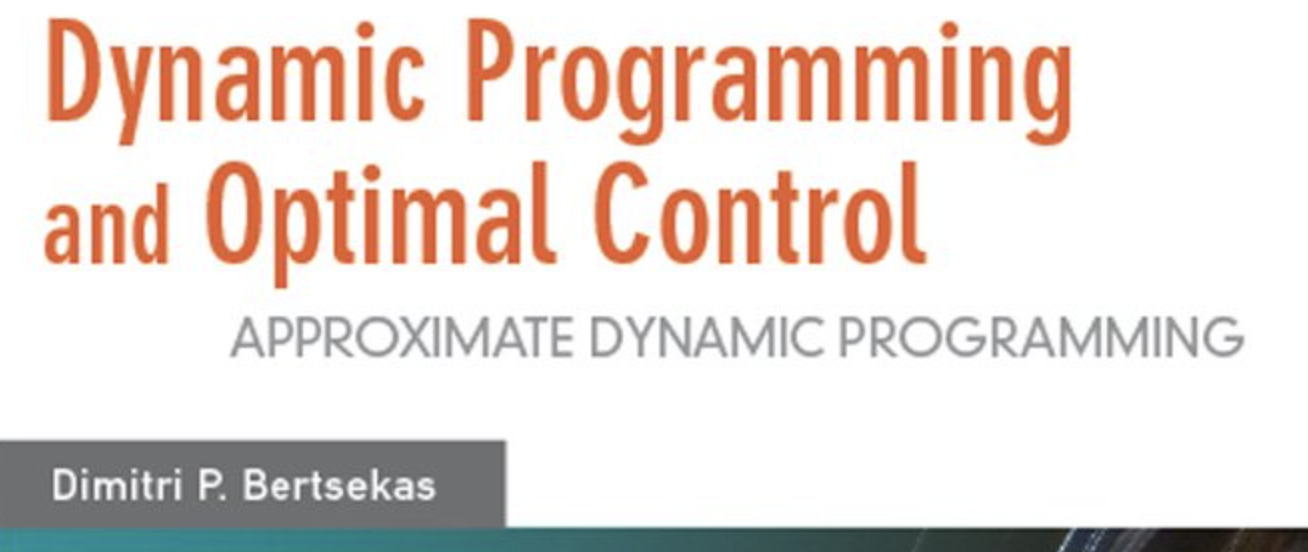 Dynamic Programming
and Optimal Control
APPROXIMATE DYNAMIC PROGRAMMING
Dimitri P. Bertsekas